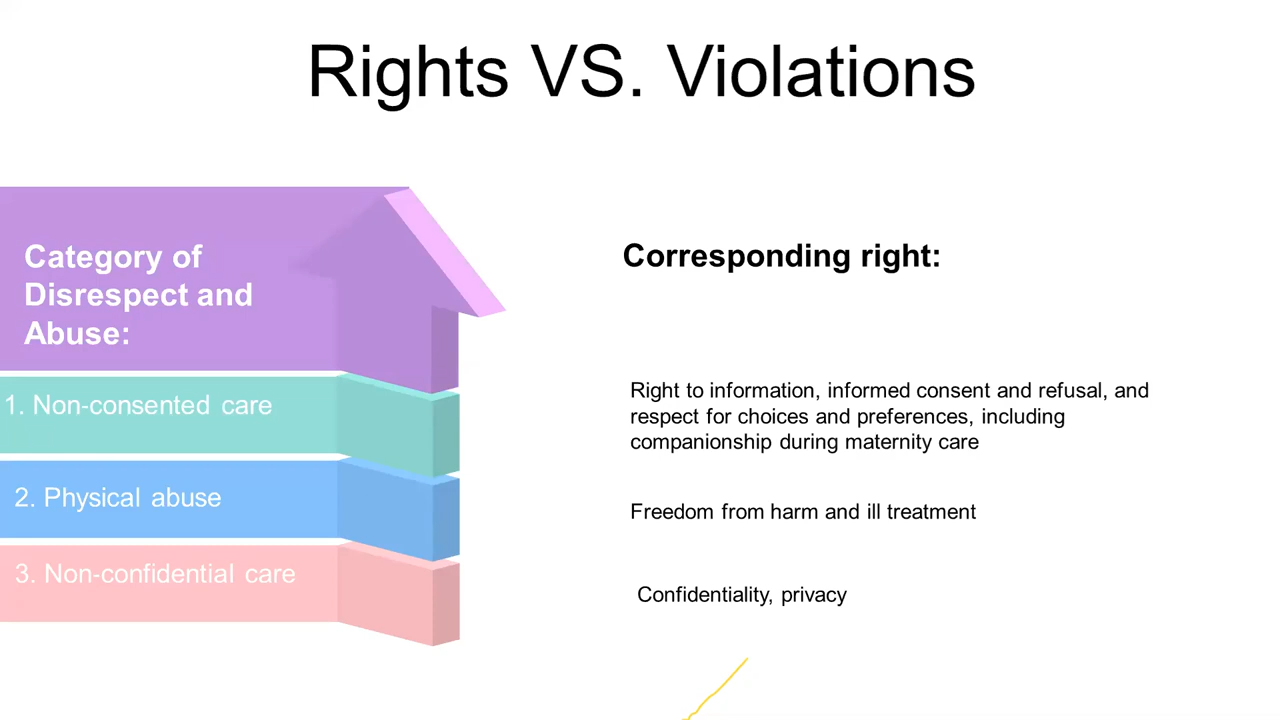 Rights VS. Violations
Category of
Disrespect and
Abuse:
Corresponding right:
1. Non-consented care
Right to information, informed consent and refusal, and
respect for choices and preferences, including
companionship during maternity care
2. Physical abuse
Freedom from harm and ill treatment
3. Non-confidential care
Confidentiality, privacy